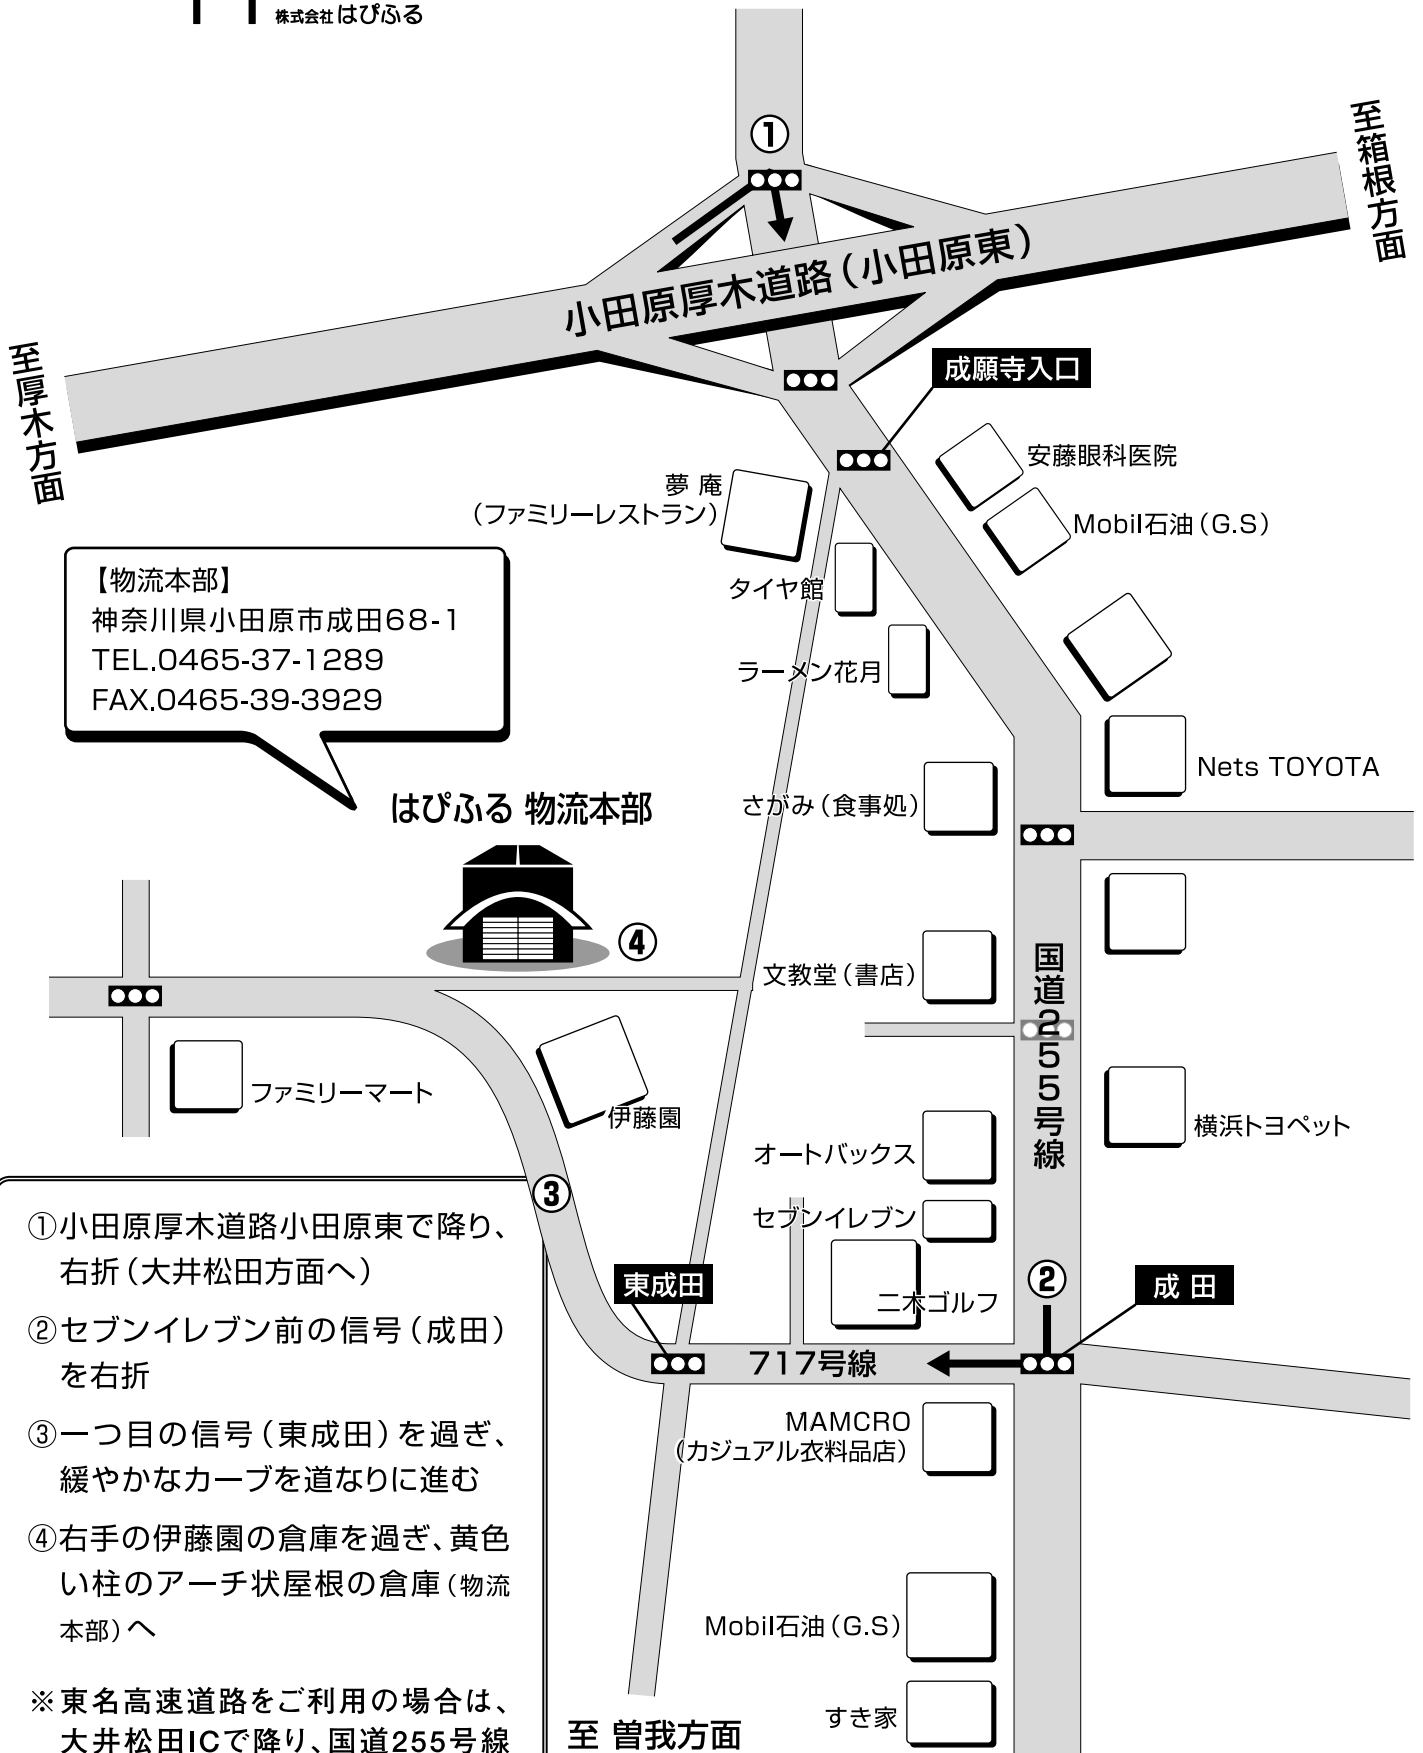 株式会社 はぴふる
①
至箱根方面
小田原厚木道路（小田原東）
至厚木方面
成願寺入口
安藤眼科医院
夢 庵
（ファミリーレストラン）
Mobil石油（G.S）
タイヤ館
ラーメン花月
【物流本部】
神奈川県小田原市成田68-1
TEL.0465-37-1289
FAX.0465-39-3929
Nets TOYOTA
はぴふる 物流本部
さがみ（食事処）
④
文教堂（書店）
国道255号線
ファミリーマート
伊藤園
横浜トヨペット
オートバックス
③
セブンイレブン
東成田
二木ゴルフ
②
成 田
717号線
MAMCRO
（カジュアル衣料品店）
Mobil石油（G.S）
すき家
至 曽我方面
①小田原厚木道路小田原東で降り、
右折（大井松田方面へ）
②セブンイレブン前の信号（成田）
を右折
③一つ目の信号（東成田）を過ぎ、
緩やかなカーブを道なりに進む
④右手の伊藤園の倉庫を過ぎ、黄色
い柱のアーチ状屋根の倉庫（物流
本部）へ
※東名高速道路をご利用の場合は、
大井松田ICで降り、国道255号線